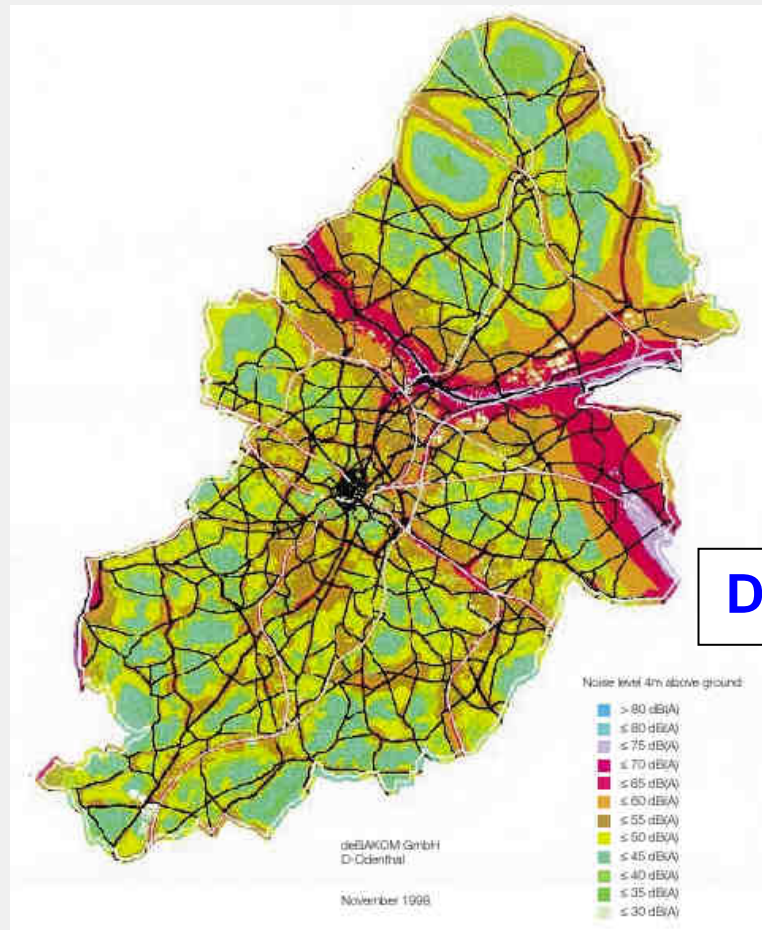 D
Noise level 4m above ground:
> 80 dB(A)
≤ 80 dB(A)
≤ 75 dB(A)
≤ 70 dB(A)
≤ 65 dB(A)
≤ 60 dB(A)
≤ 55 dB(A)
≤ 50 dB(A)
≤ 45 dB(A)
≤ 40 dB(A)
≤ 35 dB(A)
≤ 30 dB(A)
deBAKOM GmbH
D-Odenthal
November 1998